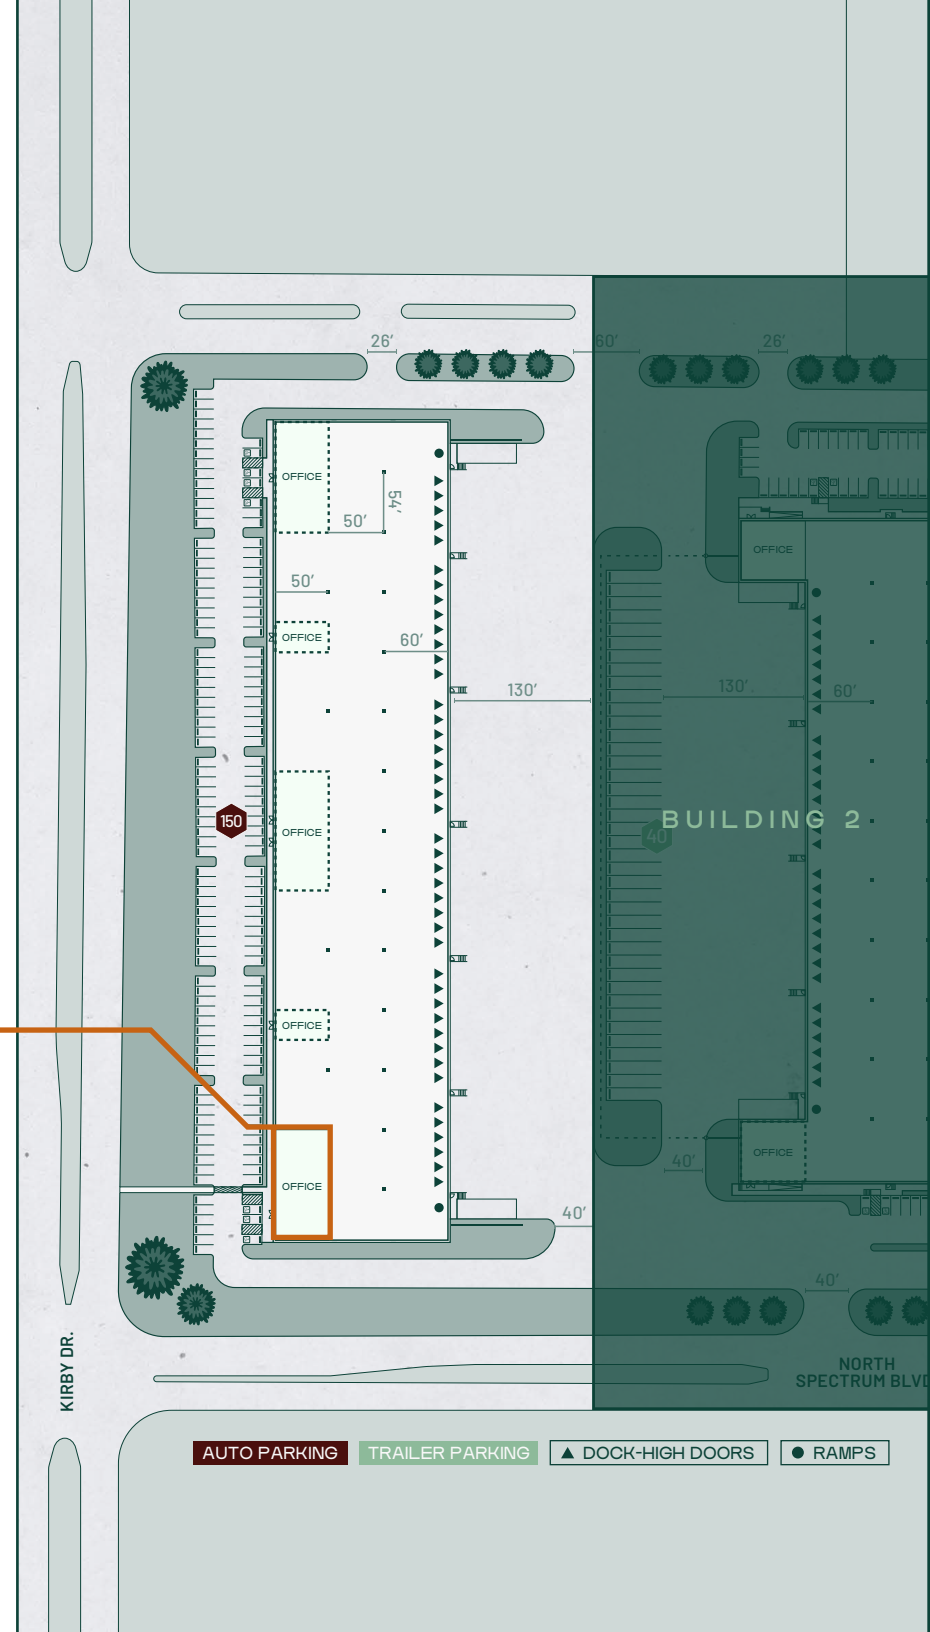 26’
60’
26’
OFFICE
54’
50’
OFFICE
50’
OFFICE
60’
130’
130’
60’
150
OFFICE
40
BUILDING 2
OFFICE
OFFICE
40’
OFFICE
40’
40’
KIRBY DR.
NORTH
SPECTRUM BLVD
AUTO PARKING
TRAILER PARKING
DOCK-HIGH DOORS
RAMPS